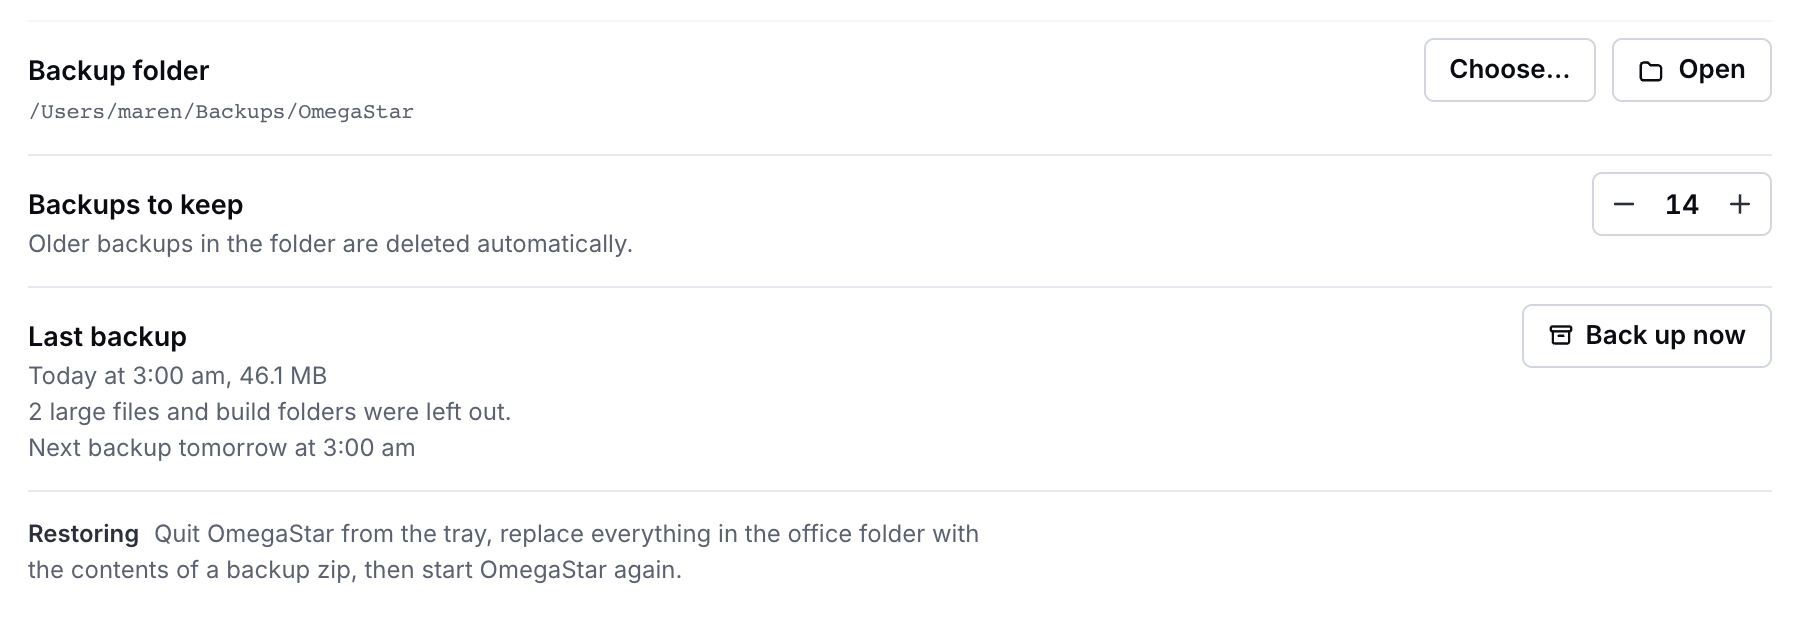 Backup folder
Choose...
Open
/Users/maren/Backups/OmegaStar
Backups to keep
14
Older backups in the folder are deleted automatically.
Last backup
Back up now
Today at 3:00 am, 46.1 MB
2 large files and build folders were left out.
Next backup tomorrow at 3:00 am
Restoring Quit OmegaStar from the tray, replace everything in the office folder with
the contents of a backup zip, then start OmegaStar again.